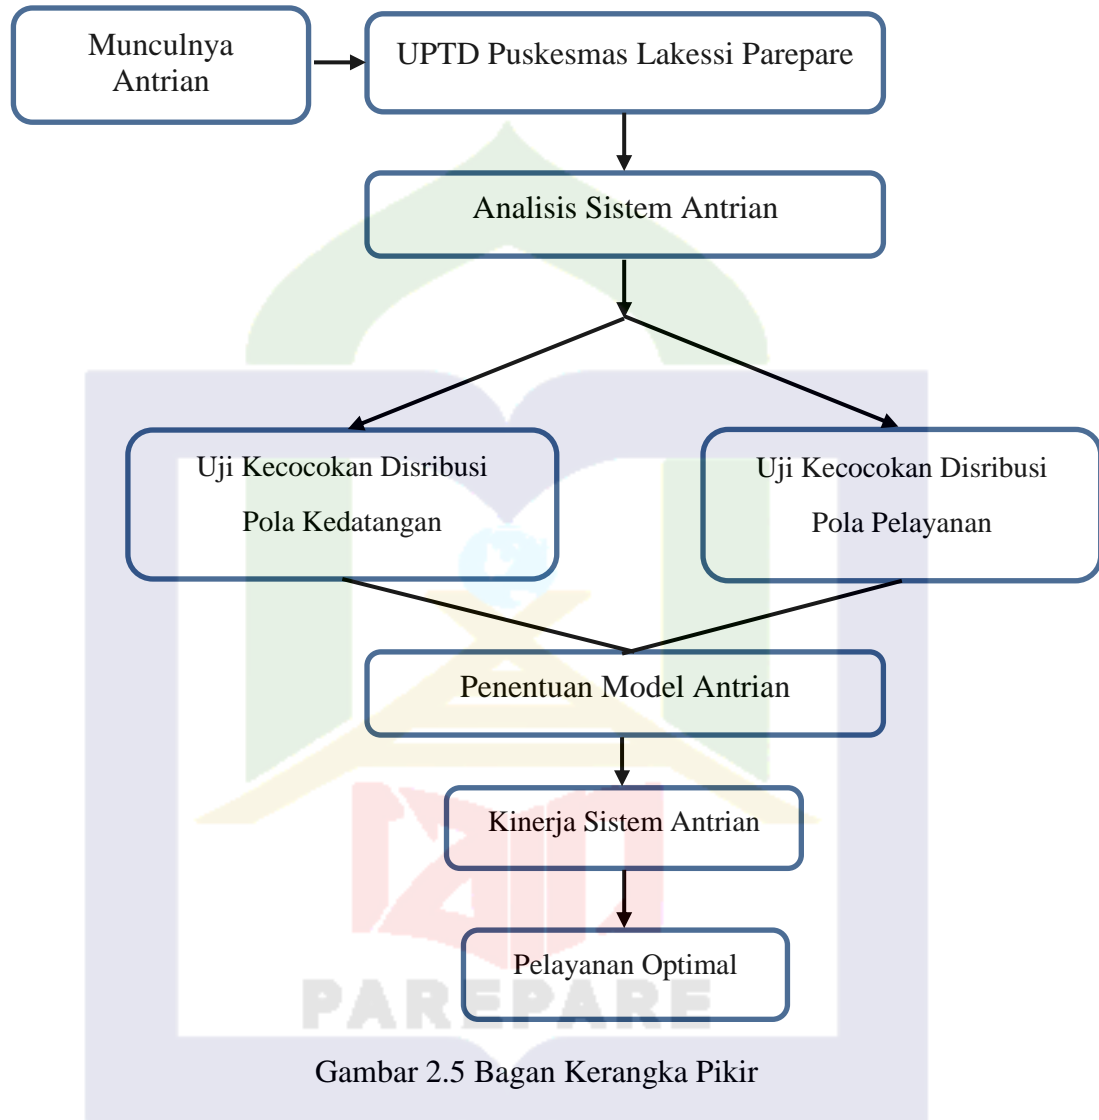 Munculnya
Antrian
UPTD Puskesmas Lakessi Parepare
Analisis Sistem Antrian
Uji Kecocokan Disribusi
Pola Kedatangan
Uji Kecocokan Disribusi
Pola Pelayanan
Penentuan Model Antrian
Kinerja Sistem Antrian
Pelayanan Optimal
PAREPARE
Gambar 2.5 Bagan Kerangka Pikir